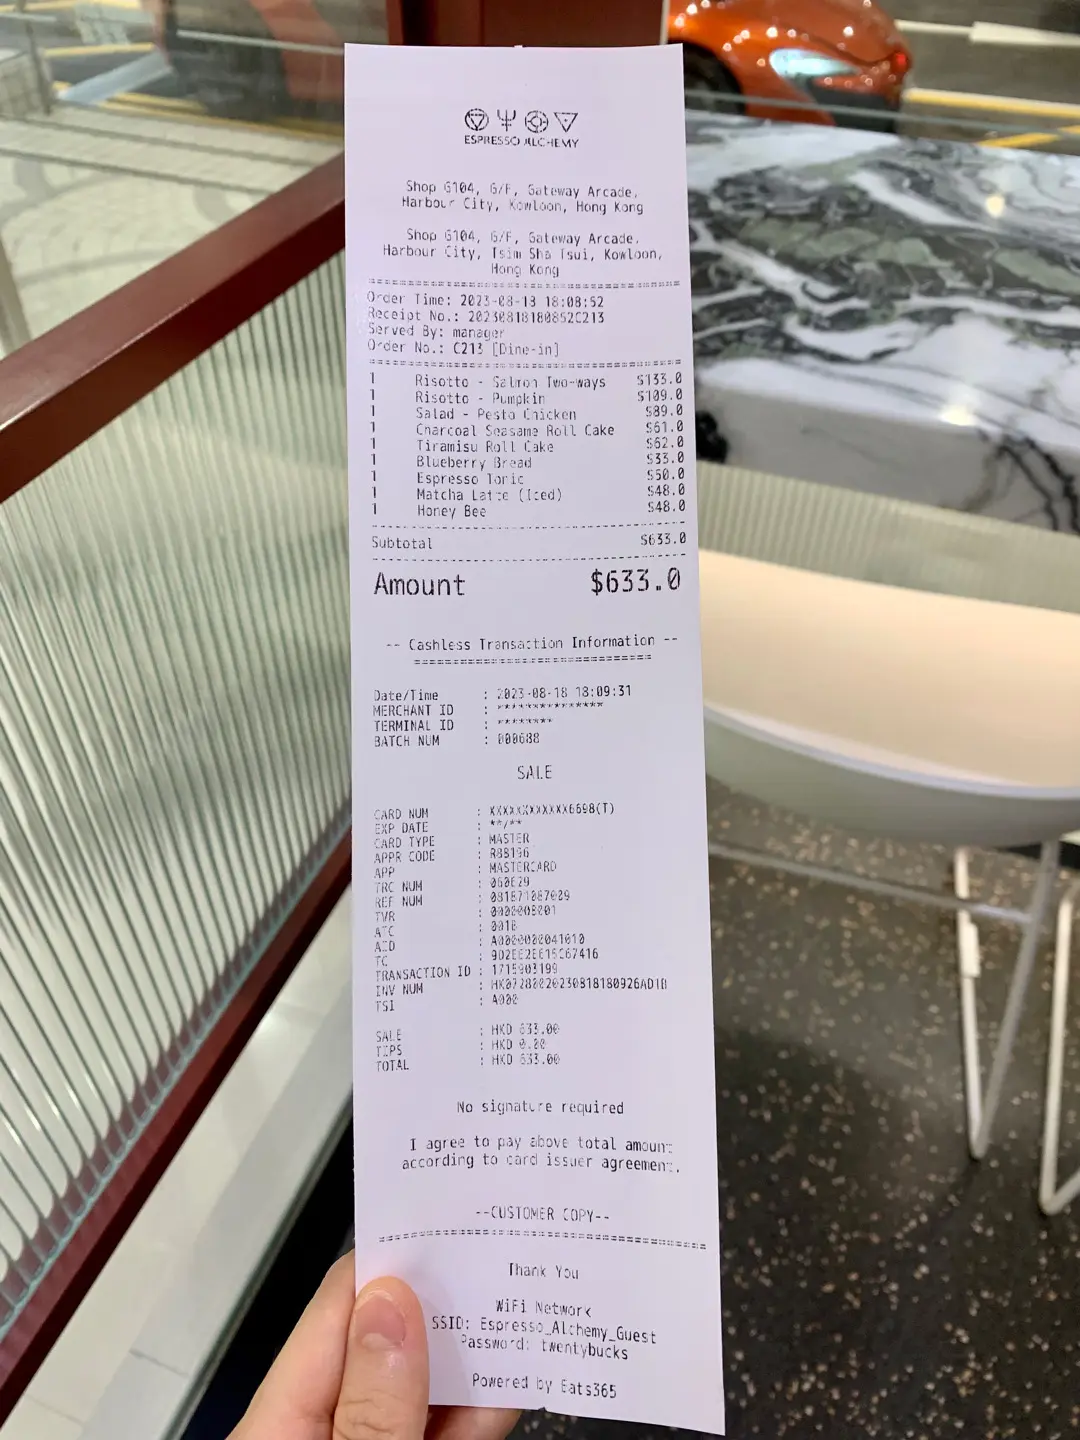 ESPRESSO ALCHEMY
Shop G104, G/F, Gateway Arcade,
Harbour City, Kowloon, Hong Kong
Shop G104, G/F, Gateway Arcade.
Harbour City, Tsim Sha Tsui, Kowloon,
Hong Kong
Order Time: 2023-08-18 18:08:52
Receipt No.: 20230818180852C213
Served By: manager
Order No.: C213 [Dine-in]
1 Risotto - Salmon Two-ways $133.0
1 Risotto - Pumpkin $109.0
1 Salad - Pesto Chicken $89.0
1 Charcoal Seasame Roll Cake $61.0
1 Tiramisu Roll Cake $62.0
1 Blueberry Bread $33.0
1 Espresso Tonic $50.0
1 Matcha Latte (Iced) $48.0
1 Honey Bee $48.0
Subtotal $633.0
Amount $633.0
-- Cashless Transaction Information --
Date/Time : 2023-08-18 18:09:31
MERCHANT ID : ***************
TERMINAL ID : ********
BATCH NUM : 000688
SALE
CARD NUM : XXXXXXXXXXXX6698(T)
EXP DATE : **/**
CARD TYPE : MASTER
APPR CODE : R88196
APP : MASTERCARD
TRC NUM :
REF NUM :
TVR :
ATC :
AID : A0000000041010
TC : 9D2EE2EE15C67416
TRANSACTION ID : 1715903199
INV NUM :
TSI :
SALE : HKD 633.00
TIPS : HKD 0.00
TOTAL : HKD 633.00
No signature required
I agree to pay above total amount
according to card issuer agreement.
--CUSTOMER COPY--
Thank You
WiFi Network
SSID: Espresso_Alchemy_Guest
Password: twentybucks
Powered by Eats365